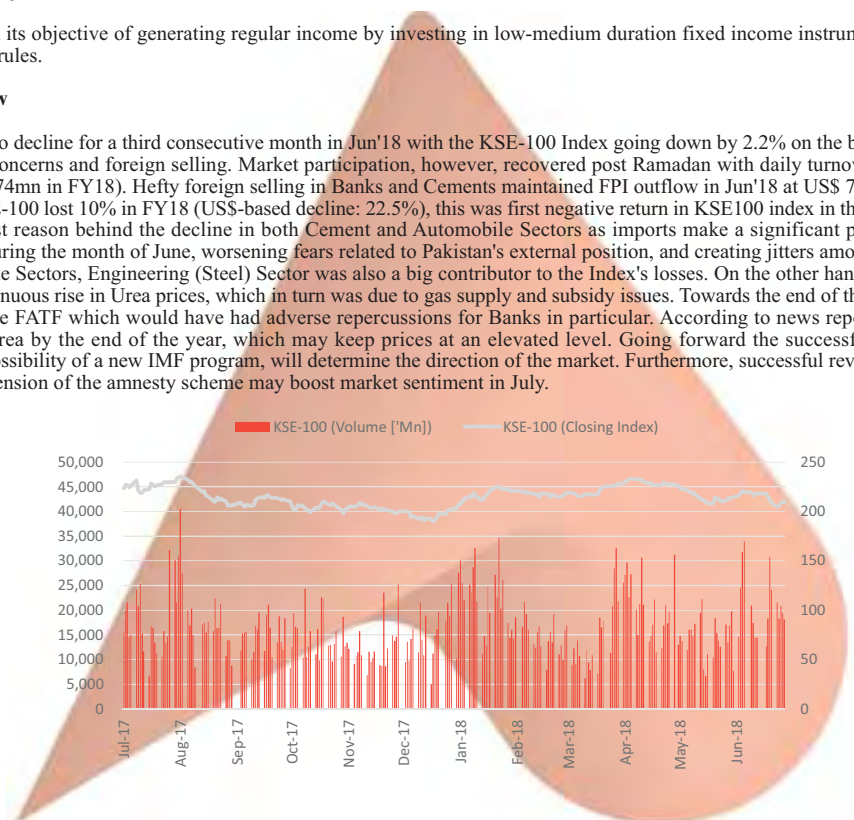 its objective of generating regular income by investing in low-medium duration fixed income instrum
rules.
w
o decline for a third consecutive month in Jun'18 with the KSE-100 Index going down by 2.2% on the b
oncerns and foreign selling. Market participation, however, recovered post Ramadan with daily turnov
74mn in FY18). Hefty foreign selling in Banks and Cements maintained FPI outflow in Jun'18 at US$ 7
-100 lost 10% in FY18 (US$-based decline: 22.5%), this was first negative return in KSE100 index in th
st reason behind the decline in both Cement and Automobile Sectors as imports make a significant p
uring the month of June, worsening fears related to Pakistan's external position, and creating jitters amo
le Sectors, Engineering (Steel) Sector was also a big contributor to the Index's losses. On the other han
nuous rise in Urea prices, which in turn was due to gas supply and subsidy issues. Towards the end of th
e FATF which would have had adverse repercussions for Banks in particular. According to news repo
rea by the end of the year, which may keep prices at an elevated level. Going forward the successf
ossibility of a new IMF program, will determine the direction of the market. Furthermore, successful rev
ension of the amnesty scheme may boost market sentiment in July.
KSE-100 (Volume ['Mn]) KSE-100 (Closing Index)
50,000 250
45,000
40,000 200
35,000
30,000 150
25,000
20,000 100
15,000
10,000 50
5,000
0 0
Jul-17 Aug-17 Sep-17 Oct-17 Nov-17 Dec-17 Jan-18 Feb-18 Mar-18 Apr-18 May-18 Jun-18